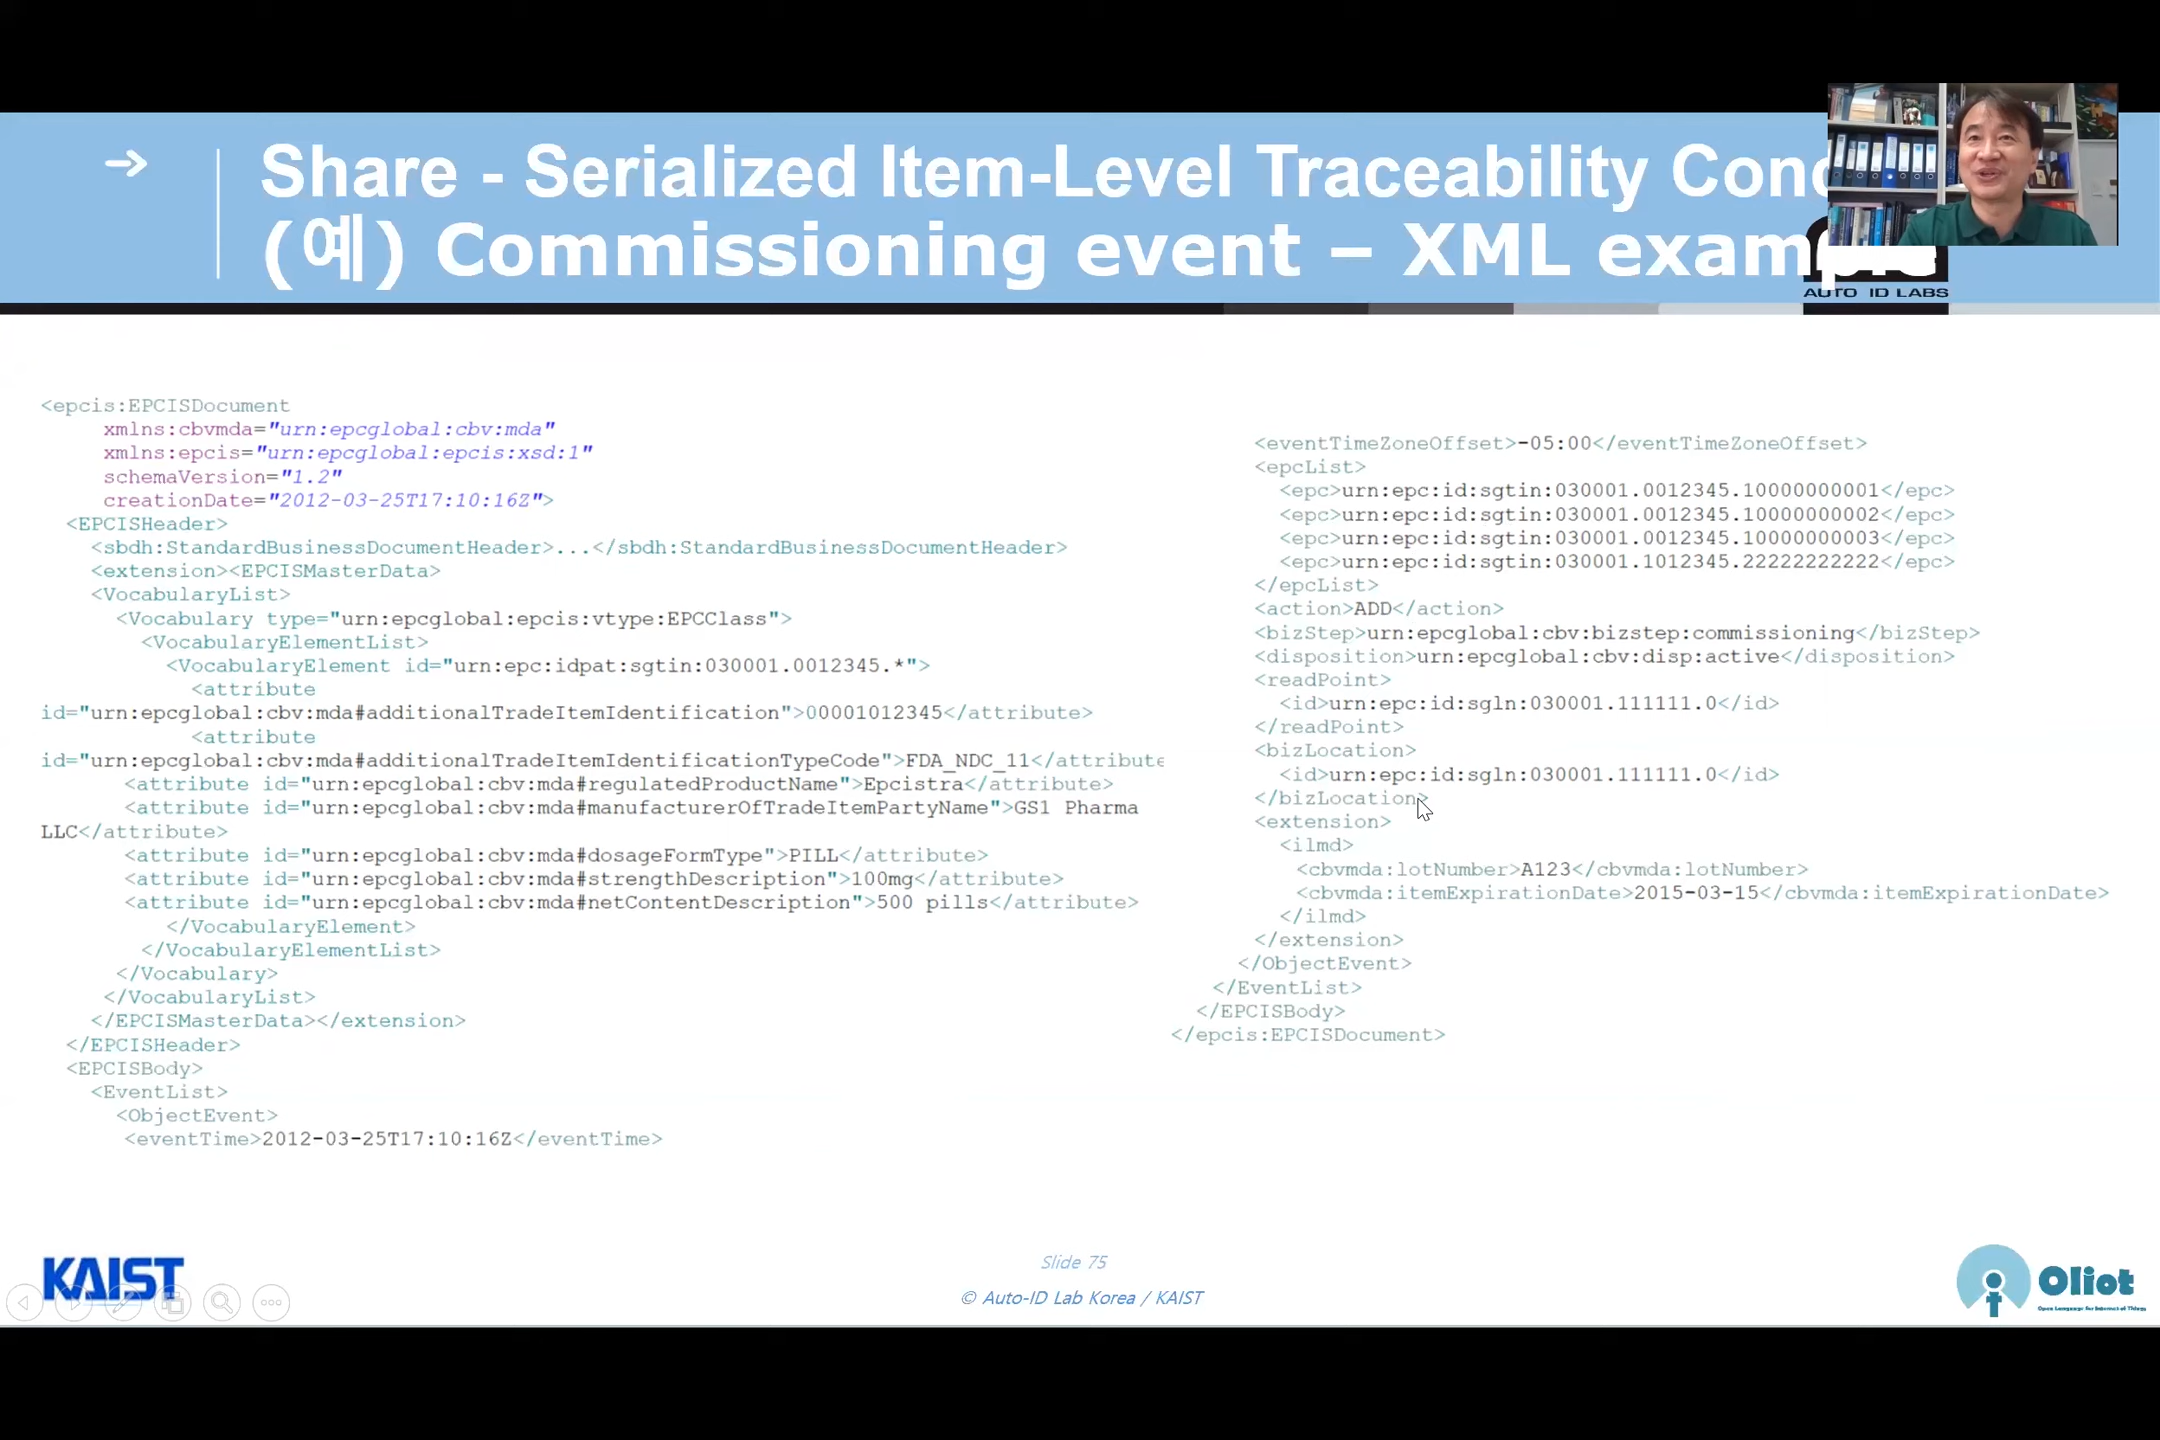 Share - Serialized Item-Level Traceability Conc
(예) Commissioning event – XML example
AUTO ID LABS
<epcis:EPCISDocument
xmlns:cbvmda="urn:epcglobal:cbv:mda"
xmlns:epcis="urn:epcglobal:epcis:xsd:1"
schemaVersion="1.2"
creationDate="2012-03-25T17:10:16Z">
<EPCISHeader>
<sbdh:StandardBusinessDocumentHeader>...</sbdh:StandardBusinessDocumentHeader>
<extension><EPCISMasterData>
<VocabularyList>
<Vocabulary type="urn:epcglobal:epcis:vtype:EPCClass">
<VocabularyElementList>
<VocabularyElement id="urn:epc:idpat:sgtin:030001.0012345.*">
<attribute
id="urn:epcglobal:cbv:mda#additionalTradeItemIdentification">00001012345</attribute>
<attribute
id="urn:epcglobal:cbv:mda#additionalTradeItemIdentificationTypeCode">FDA_NDC_11</attribute
<attribute id="urn:epcglobal:cbv:mda#regulatedProductName">Epcistra</attribute>
<attribute id="urn:epcglobal:cbv:mda#manufacturerOfTradeItemPartyName">GS1 Pharma
LLC</attribute>
<attribute id="urn:epcglobal:cbv:mda#dosageFormType">PILL</attribute>
<attribute id="urn:epcglobal:cbv:mda#strengthDescription">100mg</attribute>
<attribute id="urn:epcglobal:cbv:mda#netContentDescription">500 pills</attribute>
</VocabularyElement>
</VocabularyElementList>
</Vocabulary>
</VocabularyList>
</EPCISMasterData></extension>
</EPCISHeader>
<EPCISBody>
<EventList>
<ObjectEvent>
<eventTime>2012-03-25T17:10:16Z</eventTime>
<eventTimeZoneOffset>-05:00</eventTimeZoneOffset>
<epcList>
<epc>urn:epc:id:sgtin:030001.0012345.10000000001</epc>
<epc>urn:epc:id:sgtin:030001.0012345.10000000002</epc>
<epc>urn:epc:id:sgtin:030001.0012345.10000000003</epc>
<epc>urn:epc:id:sgtin:030001.1012345.22222222222</epc>
</epcList>
<action>ADD</action>
<bizStep>urn:epcglobal:cbv:bizstep:commissioning</bizStep>
<disposition>urn:epcglobal:cbv:disp:active</disposition>
<readPoint>
<id>urn:epc:id:sgln:030001.111111.0</id>
</readPoint>
<bizLocation>
<id>urn:epc:id:sgln:030001.111111.0</id>
</bizLocation>
<extension>
<ilmd>
<cbvmda:lotNumber>A123</cbvmda:lotNumber>
<cbvmda:itemExpirationDate>2015-03-15</cbvmda:itemExpirationDate>
</ilmd>
</extension>
</ObjectEvent>
</EventList>
</EPCISBody>
</epcis:EPCISDocument>
KAIST
Slide 75
© Auto-ID Lab Korea / KAIST
Oliot
Open Language for Internet of Things